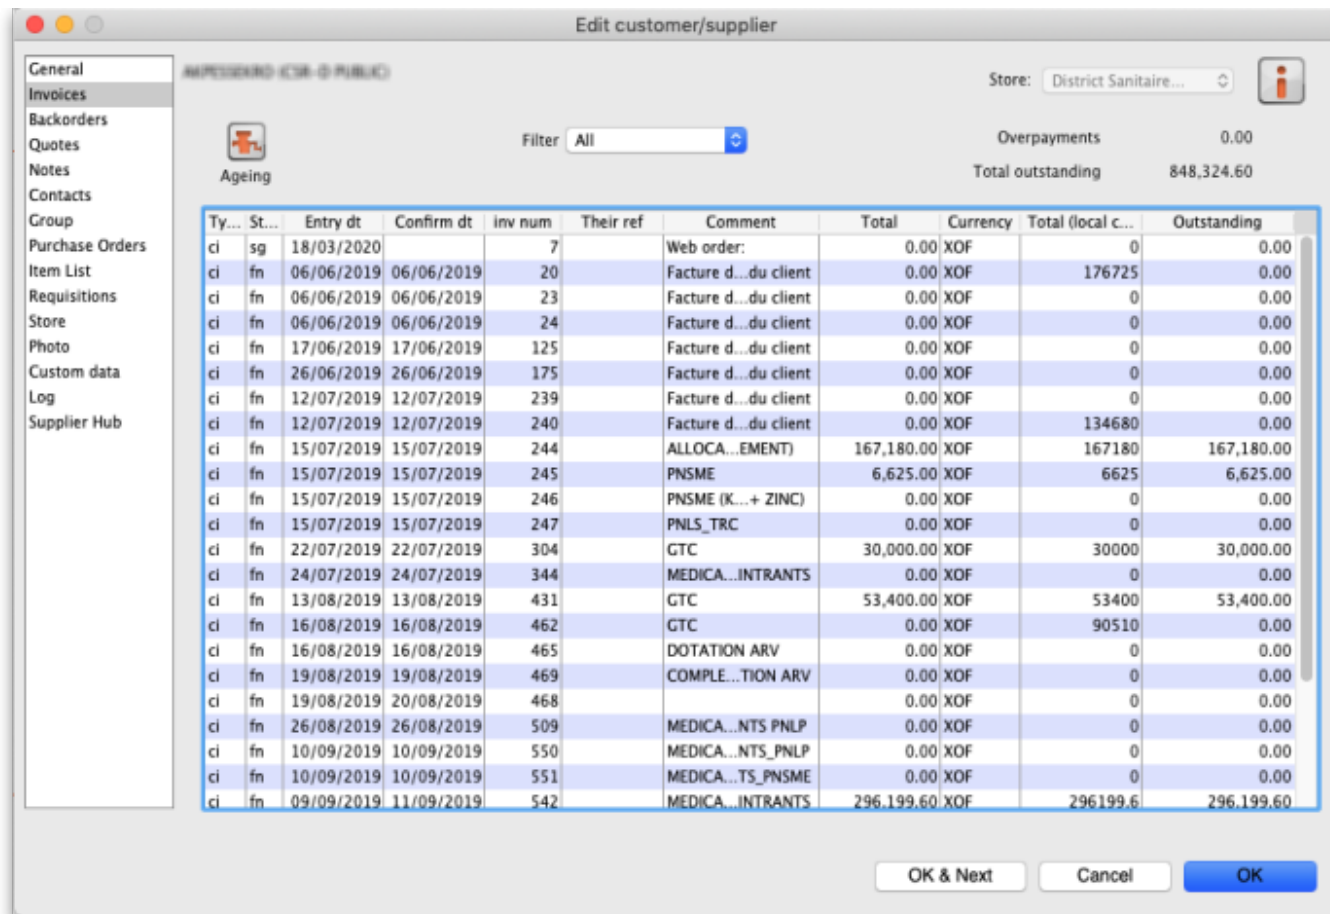 Edit customer/supplier
General
Invoices
Backorders
Quotes
Notes
Contacts
Group
Purchase Orders
Item List
Requisitions
Store
Photo
Custom data
Log
Supplier Hub
Store: District Sanitaire...
Ageing
Filter All
Overpayments 0.00
Total outstanding 848,324.60
Ty... St... Entry dt Confirm dt inv num Their ref Comment Total Currency Total (local c... Outstanding
ci sg 18/03/2020 7 Web order: 0.00 XOF 0 0.00
ci fn 06/06/2019 06/06/2019 20 Facture d...du client 0.00 XOF 176725 0.00
ci fn 06/06/2019 06/06/2019 23 Facture d...du client 0.00 XOF 0 0.00
ci fn 06/06/2019 06/06/2019 24 Facture d...du client 0.00 XOF 0 0.00
ci fn 17/06/2019 17/06/2019 125 Facture d...du client 0.00 XOF 0 0.00
ci fn 26/06/2019 26/06/2019 175 Facture d...du client 0.00 XOF 0 0.00
ci fn 12/07/2019 12/07/2019 239 Facture d...du client 0.00 XOF 0 0.00
ci fn 12/07/2019 12/07/2019 240 Facture d...du client 0.00 XOF 134680 0.00
ci fn 15/07/2019 15/07/2019 244 ALLOCA...EMENT) 167,180.00 XOF 167180 167,180.00
ci fn 15/07/2019 15/07/2019 245 PNSME 6,625.00 XOF 6625 6,625.00
ci fn 15/07/2019 15/07/2019 246 PNSME (K...+ ZINC) 0.00 XOF 0 0.00
ci fn 15/07/2019 15/07/2019 247 PNLS_TRC 0.00 XOF 0 0.00
ci fn 22/07/2019 22/07/2019 304 GTC 30,000.00 XOF 30000 30,000.00
ci fn 24/07/2019 24/07/2019 344 MEDICA...INTRANTS 0.00 XOF 0 0.00
ci fn 13/08/2019 13/08/2019 431 GTC 53,400.00 XOF 53400 53,400.00
ci fn 16/08/2019 16/08/2019 462 GTC 0.00 XOF 90510 0.00
ci fn 16/08/2019 16/08/2019 465 DOTATION ARV 0.00 XOF 0 0.00
ci fn 19/08/2019 19/08/2019 469 COMPLE...TION ARV 0.00 XOF 0 0.00
ci fn 19/08/2019 20/08/2019 468 0.00 XOF 0 0.00
ci fn 26/08/2019 26/08/2019 509 MEDICA...NTS PNLP 0.00 XOF 0 0.00
ci fn 10/09/2019 10/09/2019 550 MEDICA...NTS_PNLP 0.00 XOF 0 0.00
ci fn 10/09/2019 10/09/2019 551 MEDICA...TS_PNSME 0.00 XOF 0 0.00
ci fn 09/09/2019 11/09/2019 542 MEDICA...INTRANTS 296,199.60 XOF 296199.6 296,199.60
OK & Next Cancel OK